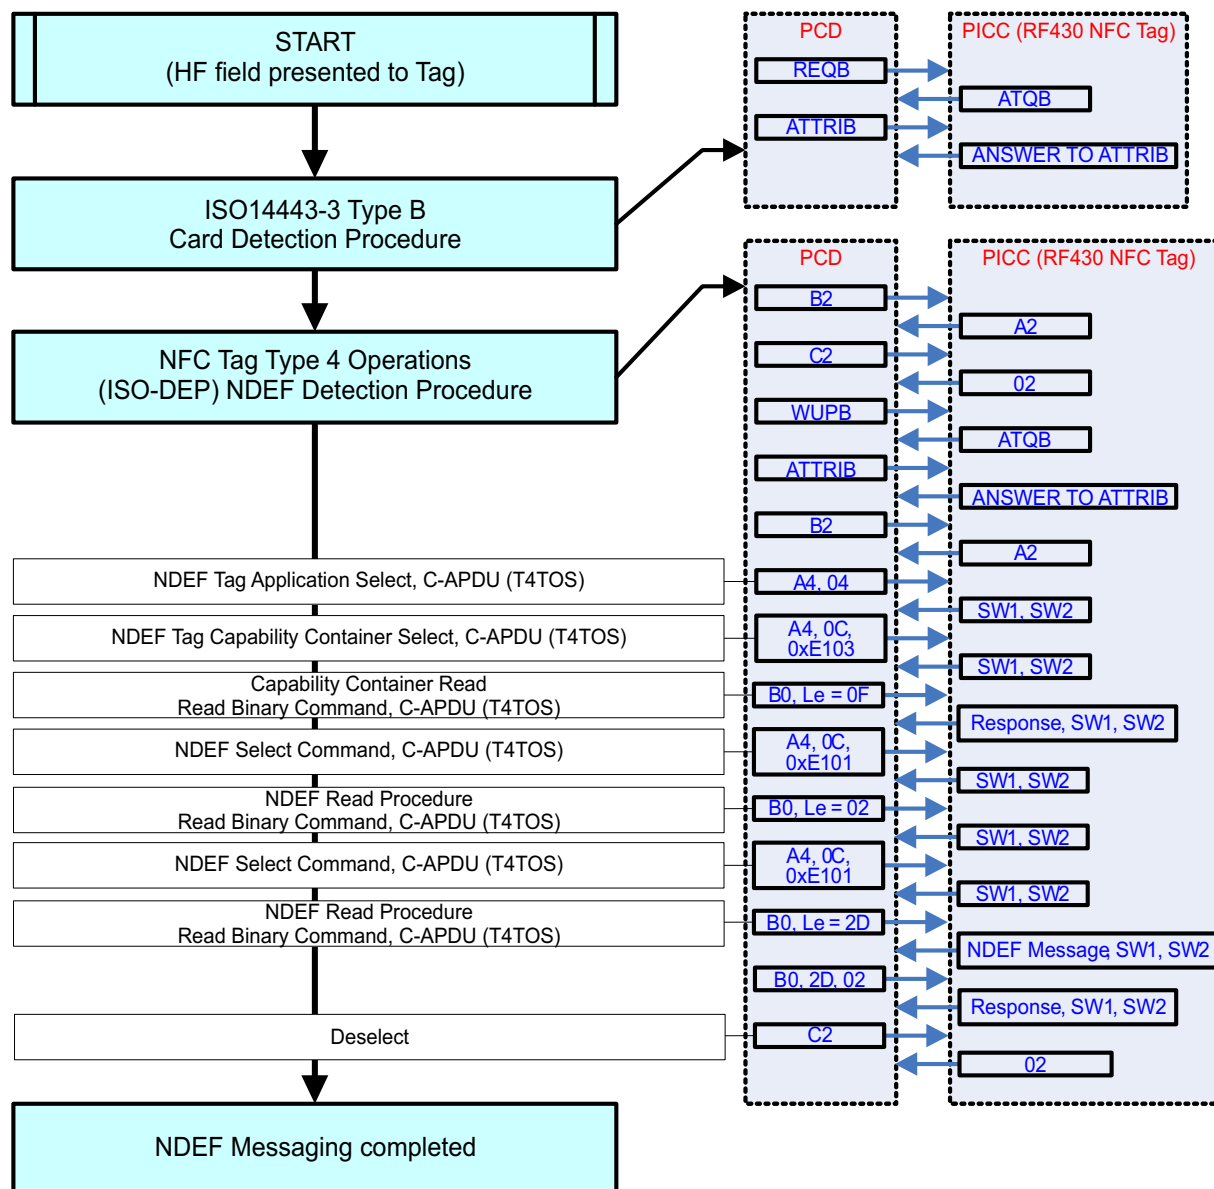 START
(HF field presented to Tag)
ISO14443-3 Type B
Card Detection Procedure
NFC Tag Type 4 Operations
(ISO-DEP) NDEF Detection Procedure
NDEF Tag Application Select, C-APDU (T4TOS)
NDEF Tag Capability Container Select, C-APDU (T4TOS)
Capability Container Read
Read Binary Command, C-APDU (T4TOS)
NDEF Select Command, C-APDU (T4TOS)
NDEF Read Procedure
Read Binary Command, C-APDU (T4TOS)
NDEF Select Command, C-APDU (T4TOS)
NDEF Read Procedure
Read Binary Command, C-APDU (T4TOS)
Deselect
NDEF Messaging completed
PCD
PICC (RF430 NFC Tag)
REQB
ATQB
ATTRIB
ANSWER TO ATTRIB
PCD
PICC (RF430 NFC Tag)
B2
A2
C2
02
WUPB
ATQB
ATTRIB
ANSWER TO ATTRIB
B2
A2
A4, 04
SW1, SW2
A4, 0C,
0xE103
SW1, SW2
B0, Le = 0F
Response, SW1, SW2
A4, 0C,
0xE101
SW1, SW2
B0, Le = 02
SW1, SW2
A4, 0C,
0xE101
SW1, SW2
B0, Le = 2D
NDEF Message, SW1, SW2
B0, 2D, 02
Response, SW1, SW2
C2
02